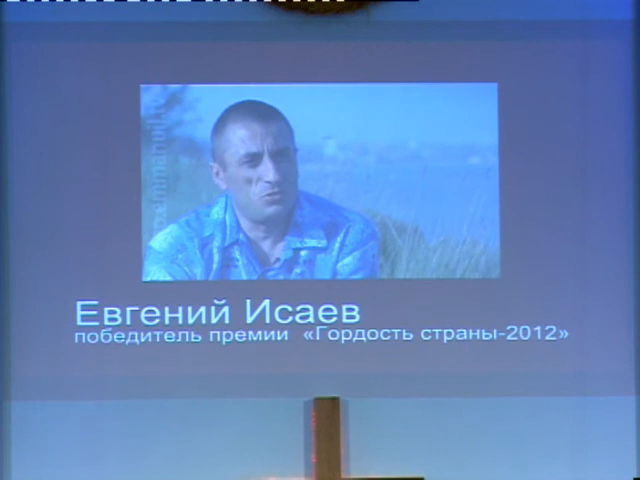 Евгений Исаев
победитель премии «Гордость страны-2012»